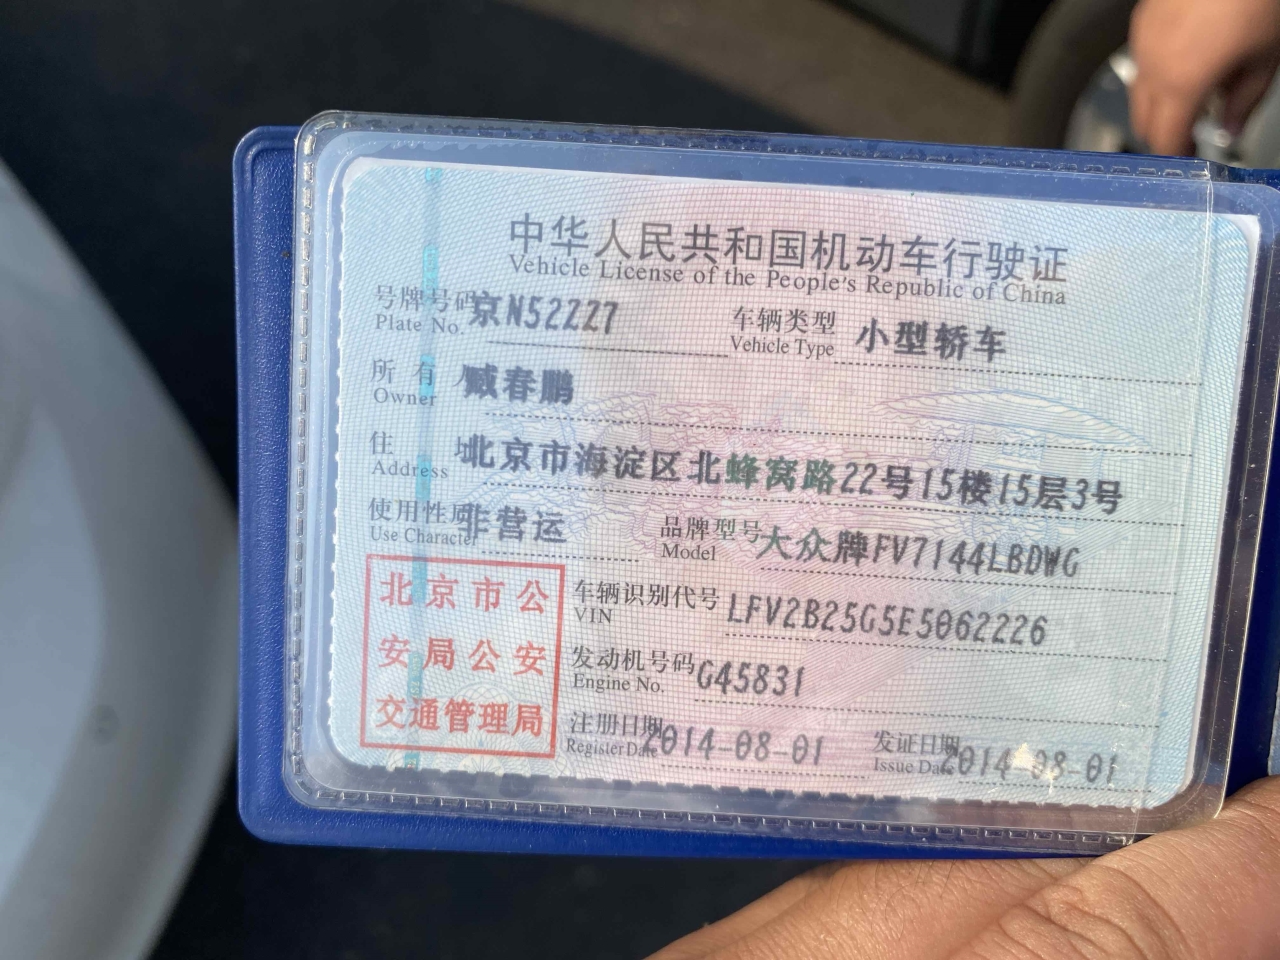 中华人民共和国机动车行驶证
Vehicle License of the People's Republic of China
号牌号码 京N52ZZ7 车辆类型 小型轿车
Plate No. Vehicle Type
所有人 臧春鹏
Owner
住址 北京市海淀区北蜂窝路22号15楼15层3号
Address
使用性质 非营运 品牌型号 大众牌FV7144LBDWG
Use Character Model
北京市公
安局公安
交通管理局
车辆识别代号 LFV2B25G5E5062226
VIN
发动机号码 G45831
Engine No.
注册日期 2014-08-01 发证日期 2014-08-01
Register Date Issue Date